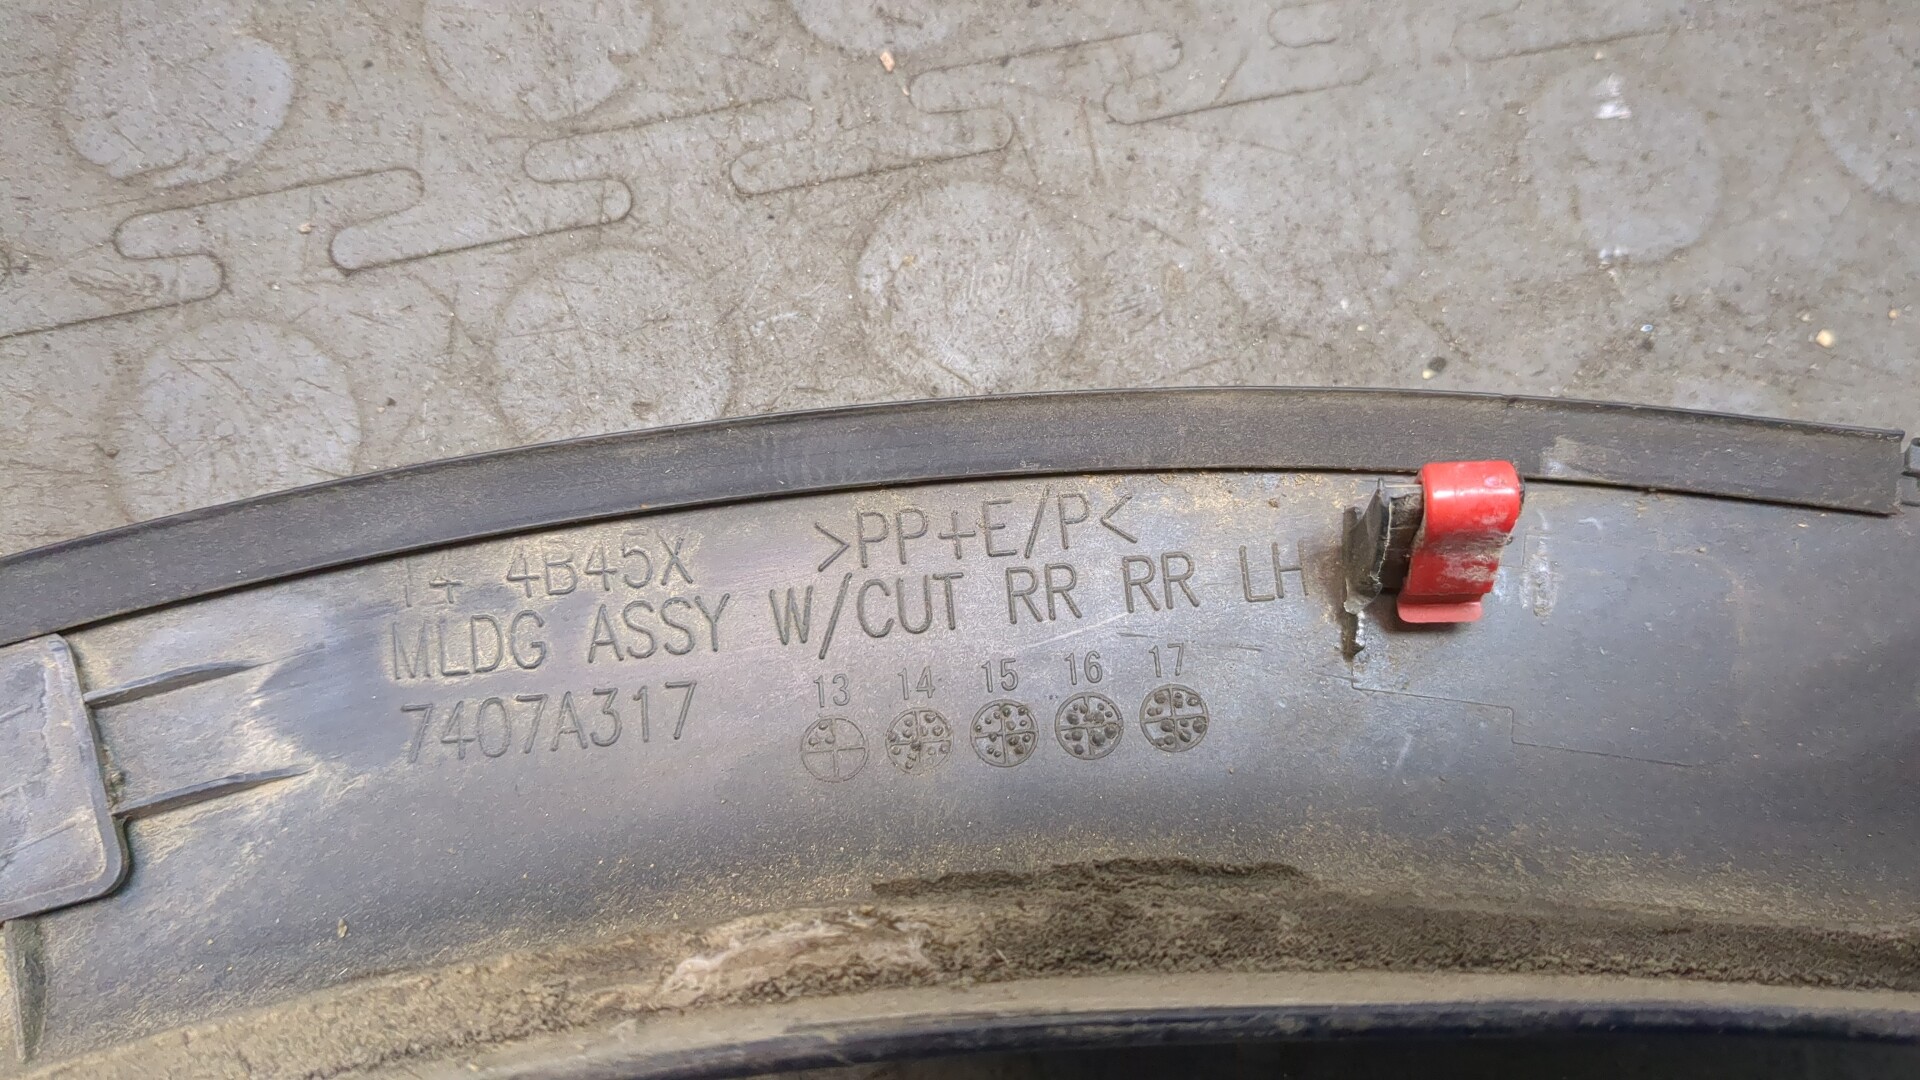 14 4B45X >PP+E/P<
MLDG ASSY W/CUT RR RR LH
7407A317
13 14 15 16 17